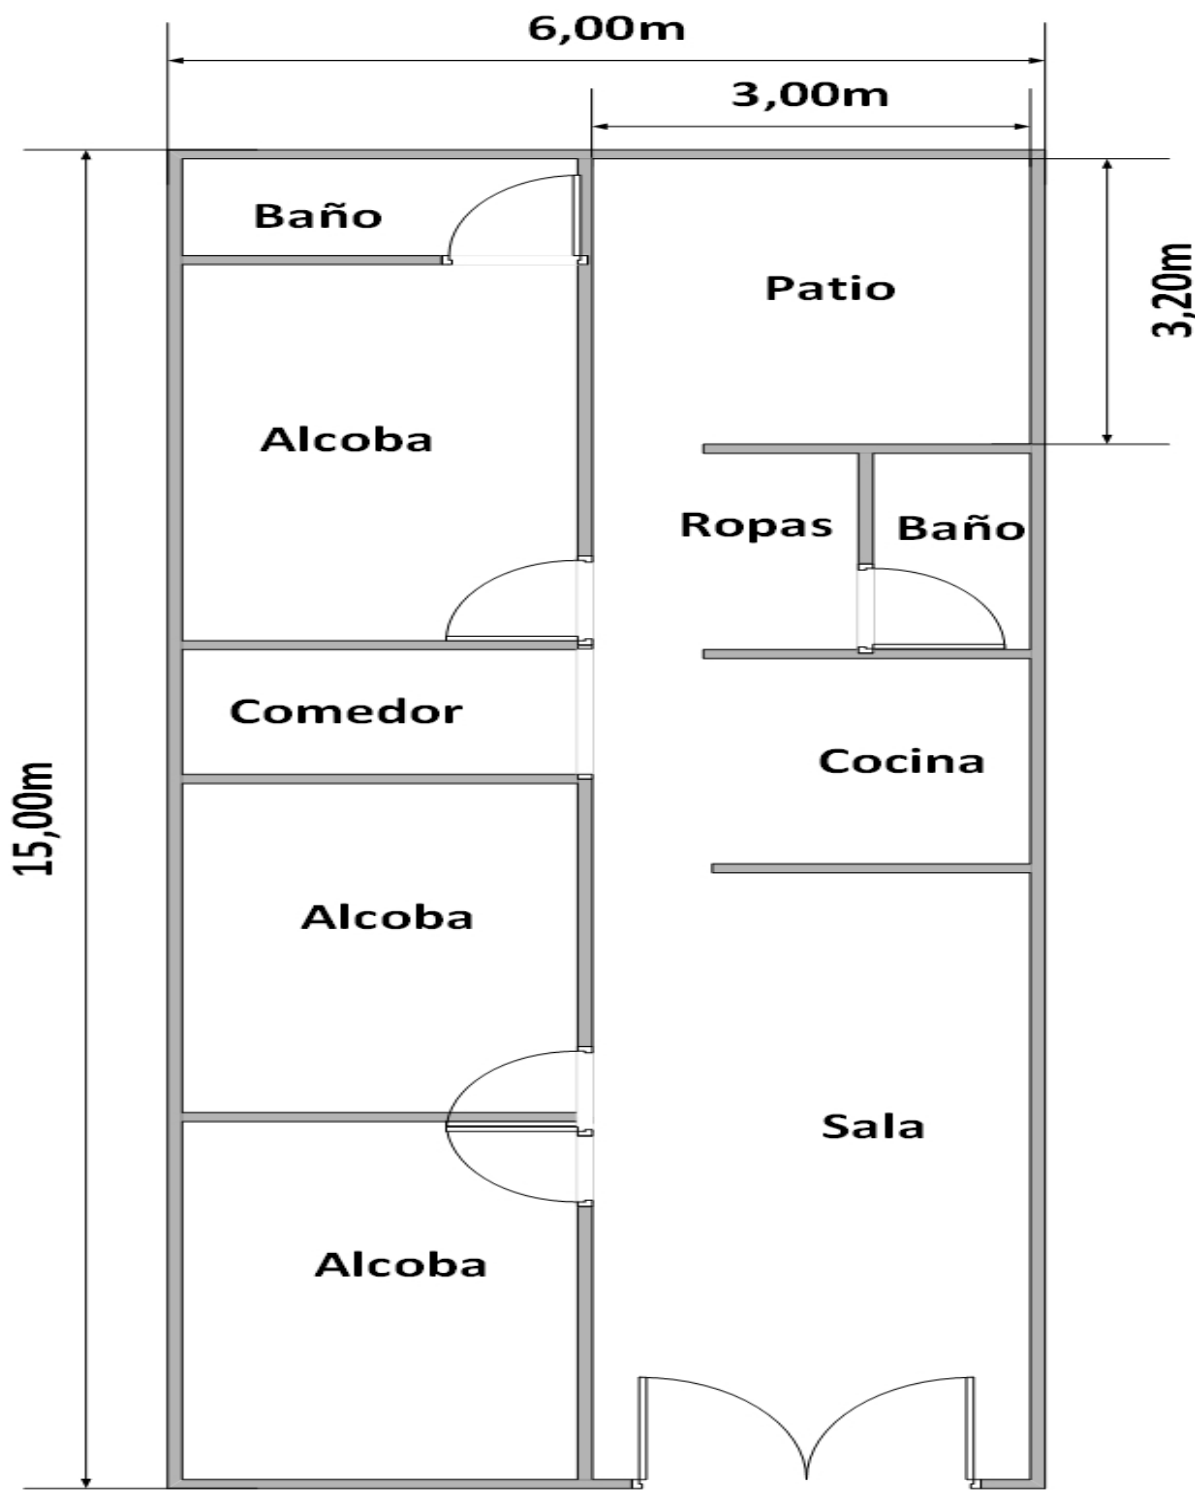 6,00m
3,00m
Baño
Patio
3,20m
Alcoba
Ropas
Baño
Comedor
Cocina
15,00m
Alcoba
Sala
Alcoba